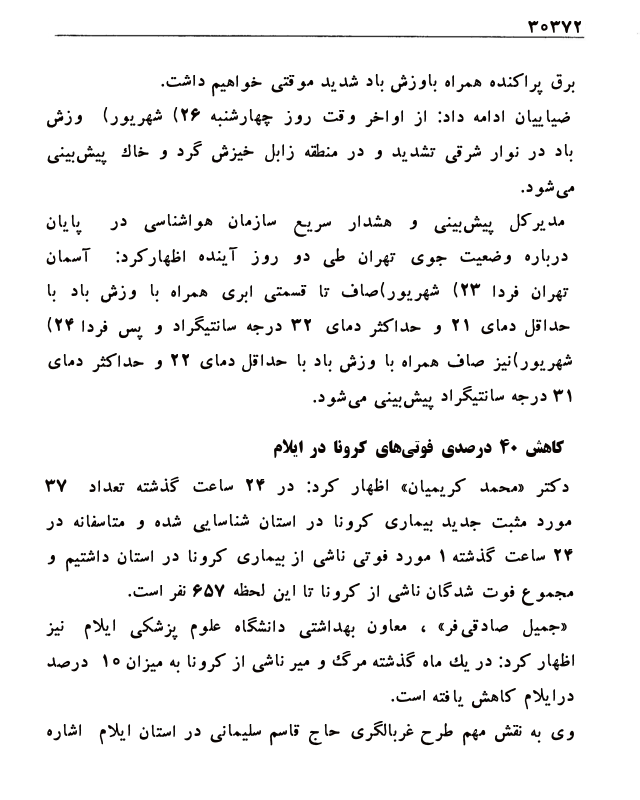 ۳۰۳۷۲
برق پراکنده همراه باوزش باد شدید موقتی خواهیم داشت.
ضیاییان ادامه داد: از اواخر وقت روز چهارشنبه ۲۶) شهریور) وزش
باد در نوار شرقی تشدید و در منطقه زابل خیزش گرد و خاك پیش‌بینی
می‌شود.
مدیرکل پیش‌بینی و هشدار سریع سازمان هواشناسی در پایان
درباره وضعیت جوی تهران طی دو روز آینده اظهارکرد: آسمان
تهران فردا ۲۳) شهریور)صاف تا قسمتی ابری همراه با وزش باد با
حداقل دمای ۲۱ و حداکثر دمای ۳۲ درجه سانتیگراد و پس فردا ۲۴)
شهریور)نیز صاف همراه با وزش باد با حداقل دمای ۲۲ و حداکثر دمای
۳۱ درجه سانتیگراد پیش‌بینی می‌شود.
کاهش ۴۰ درصدی فوتی‌های کرونا در ایلام
دکتر «محمد کریمیان» اظهار کرد: در ۲۴ ساعت گذشته تعداد ۳۷
مورد مثبت جدید بیماری کرونا در استان شناسایی شده و متاسفانه در
۲۴ ساعت گذشته ۱ مورد فوتی ناشی از بیماری کرونا در استان داشتیم و
مجموع فوت شدگان ناشی از کرونا تا این لحظه ۶۵۷ نفر است.
«جمیل صادقی‌فر» ، معاون بهداشتی دانشگاه علوم پزشکی ایلام نیز
اظهار کرد: در یك ماه گذشته مرگ و میر ناشی از کرونا به میزان ۱۰ درصد
درایلام کاهش یافته است.
وی به نقش مهم طرح غربالگری حاج قاسم سلیمانی در استان ایلام اشاره